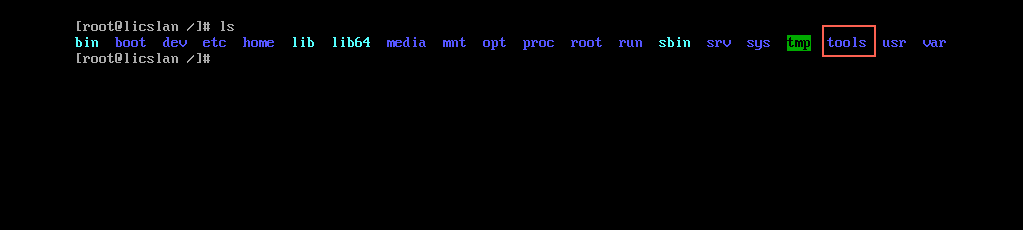 [root@licslan /]# ls
bin boot dev etc home lib lib64 media mnt opt proc root run sbin srv sys tmp tools usr var
[root@licslan /]#